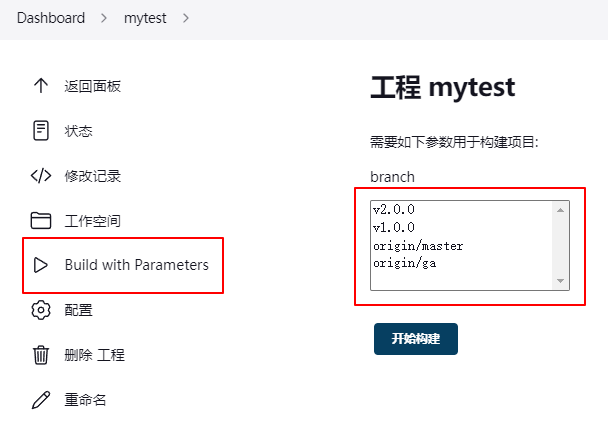 Dashboard > mytest >
返回面板
状态
修改记录
工作空间
Build with Parameters
配置
删除 工程
重命名
工程 mytest
需要如下参数用于构建项目:
branch
v2.0.0
v1.0.0
origin/master
origin/ga
开始构建